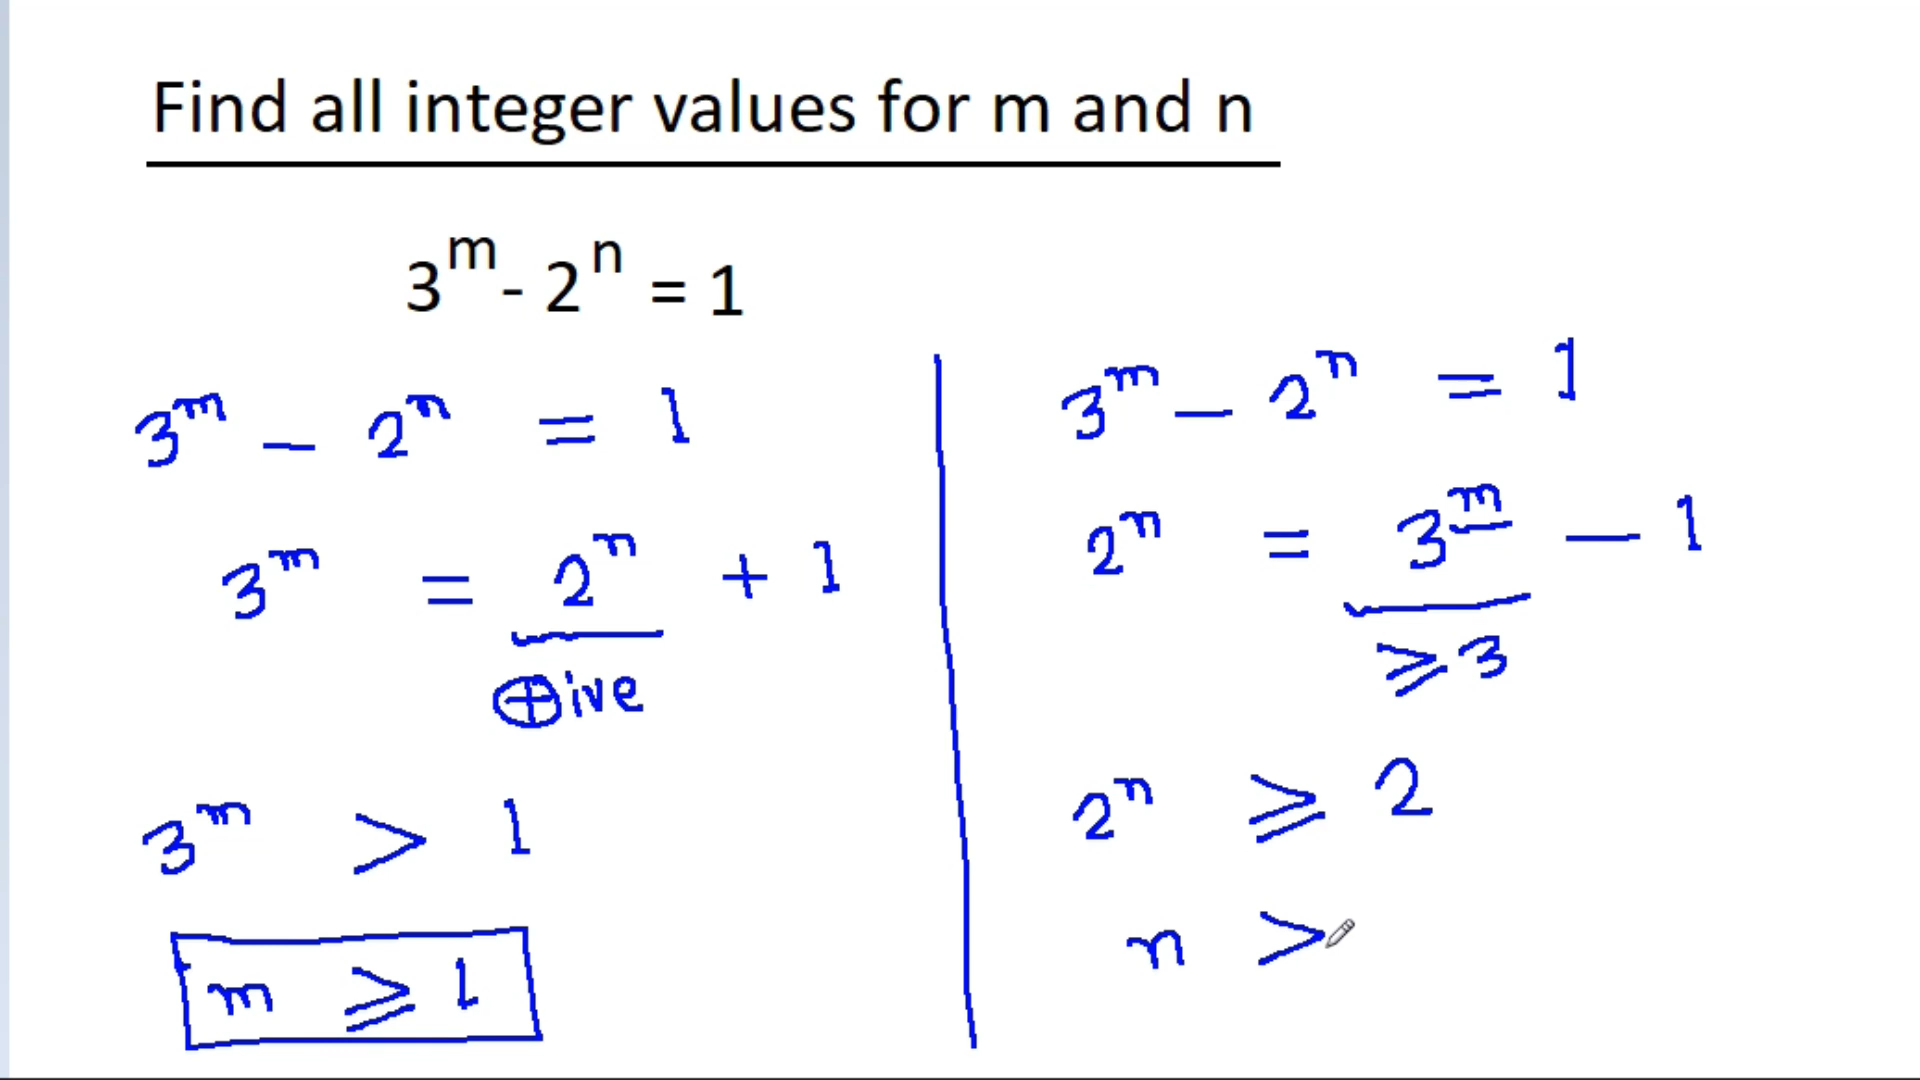 Find all integer values for m and n
3^m - 2^n = 1
3^m - 2^n = 1
3^m = 2^n + 1
⊕ive
3^m > 1
m ≥ 1
3^m - 2^n = 1
2^n = 3^m - 1
≥ 3
2^n ≥ 2
n >